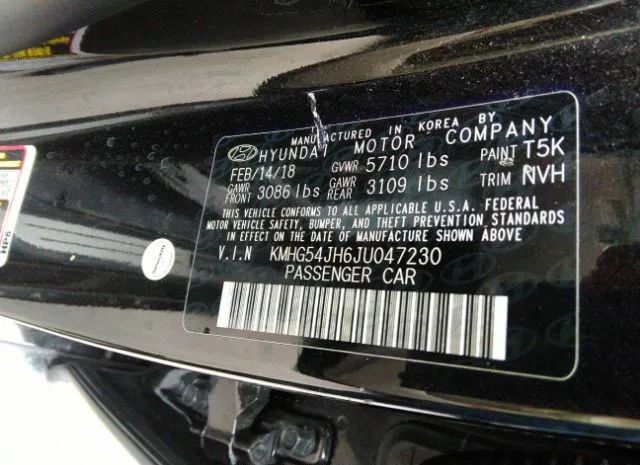 MANUFACTURED IN KOREA BY
HYUNDAI MOTOR COMPANY
FEB/14/18 GVWR 5710 lbs PAINT T5K
GAWR FRONT 3086 lbs GAWR REAR 3109 lbs TRIM NVH
THIS VEHICLE CONFORMS TO ALL APPLICABLE U.S.A. FEDERAL
MOTOR VEHICLE SAFETY, BUMPER, AND THEFT PREVENTION STANDARDS
IN EFFECT ON THE DATE OF MANUFACTURE SHOWN ABOVE
V.I.N KMHG54JH6JU047230
PASSENGER CAR
HP5